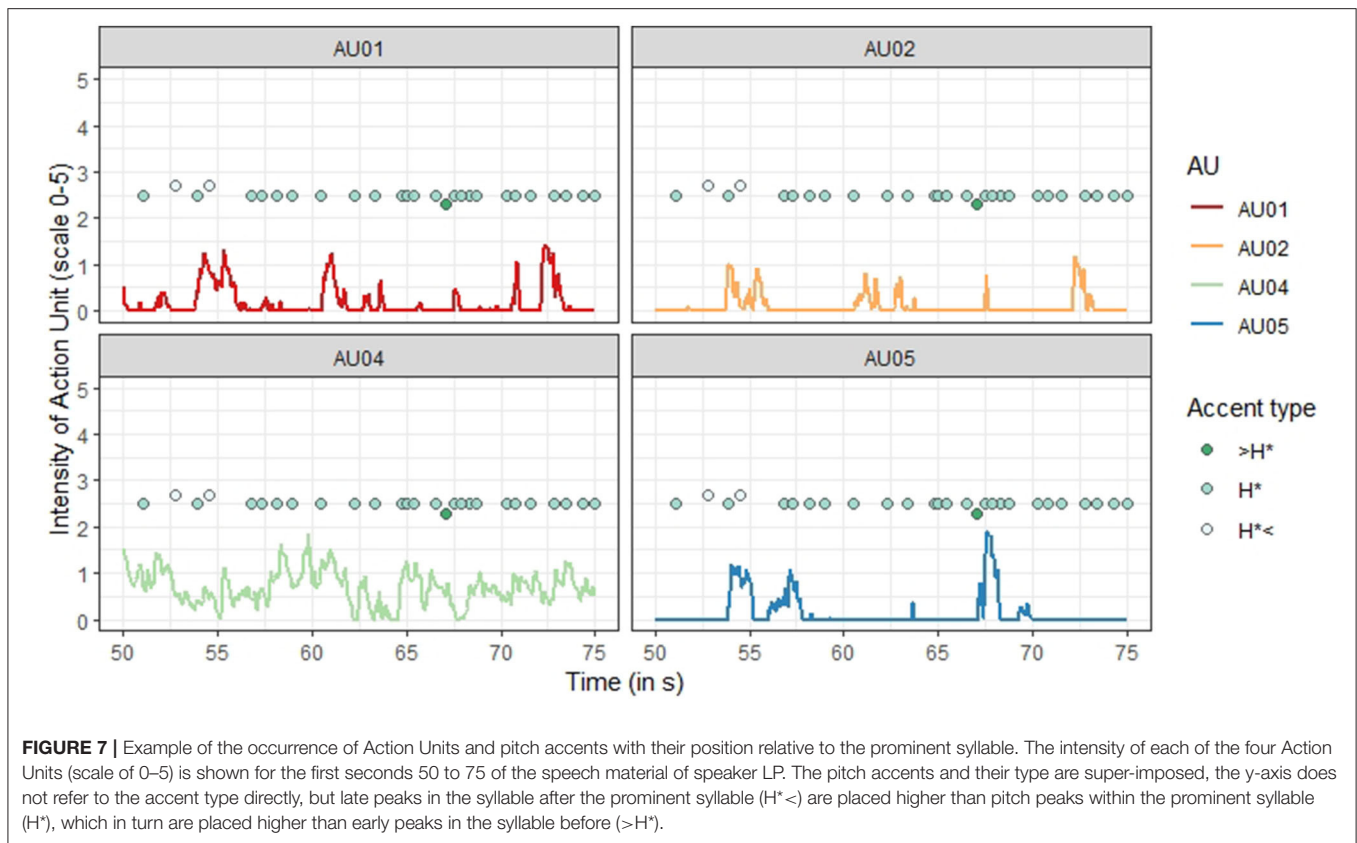 AU01
AU02
5
4
3
2
1
0
AU04
AU05
5
4
3
2
1
0
50 55 60 65 70 75
50 55 60 65 70 75
Intensity of Action Unit (scale 0-5)
Time (in s)
AU
AU01
AU02
AU04
AU05
Accent type
>H*
H*
H*<
FIGURE 7 | Example of the occurrence of Action Units and pitch accents with their position relative to the prominent syllable. The intensity of each of the four Action
Units (scale of 0–5) is shown for the first seconds 50 to 75 of the speech material of speaker LP. The pitch accents and their type are super-imposed, the y-axis does
not refer to the accent type directly, but late peaks in the syllable after the prominent syllable (H*<) are placed higher than pitch peaks within the prominent syllable
(H*), which in turn are placed higher than early peaks in the syllable before (>H*).